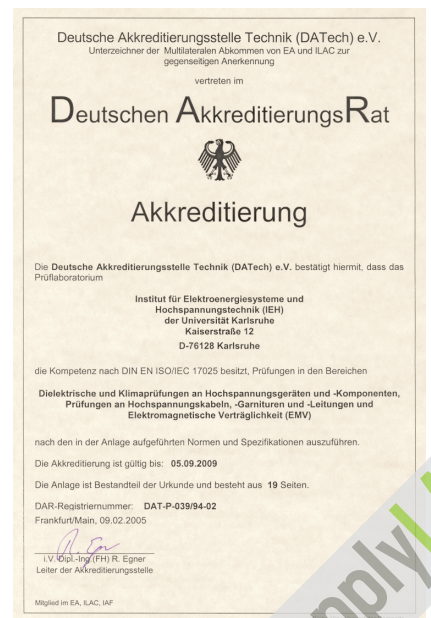 Deutsche Akkreditierungsstelle Technik (DATech) e.V.
Unterzeichner der Multilateralen Abkommen von EA und ILAC zur
gegenseitigen Anerkennung
vertreten im
Deutschen AkkreditierungsRat
Akkreditierung
Die Deutsche Akkreditierungsstelle Technik (DATech) e.V. bestätigt hiermit, dass das
Prüflaboratorium
Institut für Elektroenergiesysteme und
Hochspannungstechnik (IEH)
der Universität Karlsruhe
Kaiserstraße 12
D-76128 Karlsruhe
die Kompetenz nach DIN EN ISO/IEC 17025 besitzt, Prüfungen in den Bereichen
Dielektrische und Klimaprüfungen an Hochspannungsgeräten und -Komponenten,
Prüfungen an Hochspannungskabeln, -Garnituren und -Leitungen und
Elektromagnetische Verträglichkeit (EMV)
nach den in der Anlage aufgeführten Normen und Spezifikationen auszuführen.
Die Akkreditierung ist gültig bis: 05.09.2009
Die Anlage ist Bestandteil der Urkunde und besteht aus 19 Seiten.
DAR-Registriernummer: DAT-P-039/94-02
Frankfurt/Main, 09.02.2005
i.V. Dipl.-Ing.(FH) R. Egner
Leiter der Akkreditierungsstelle
Mitglied im EA, ILAC, IAF